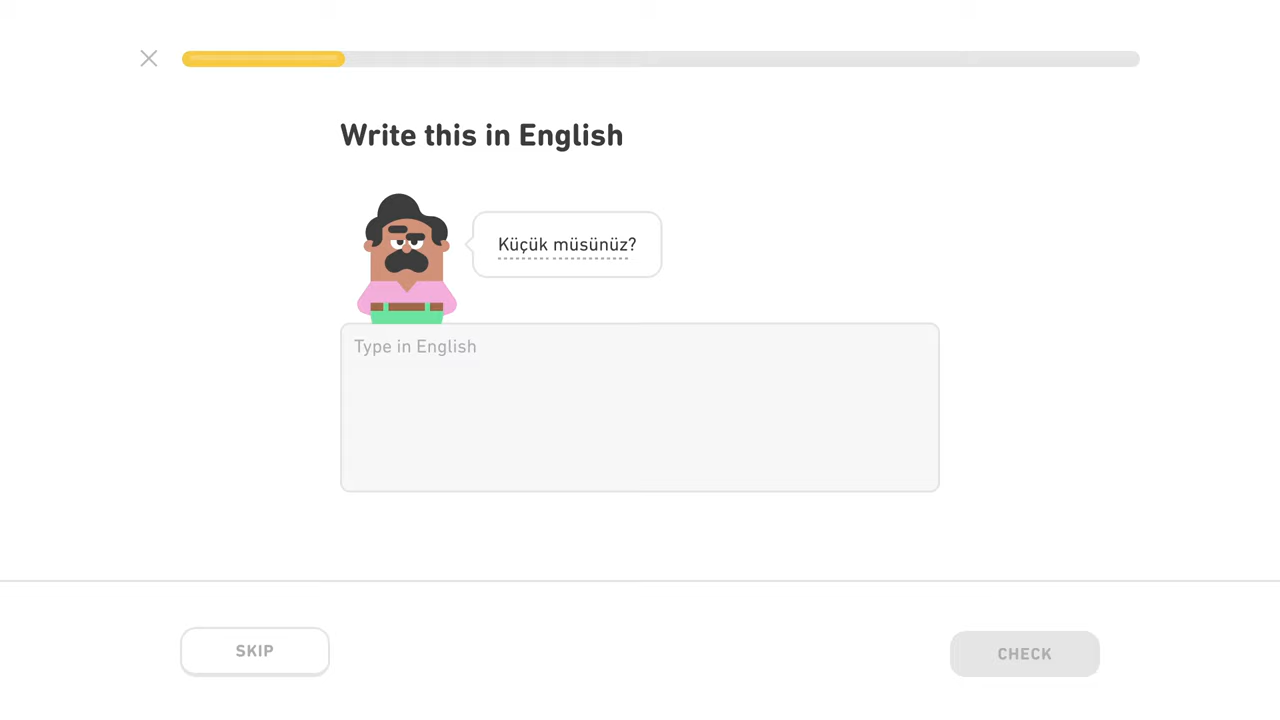 Write this in English
Küçük müsünüz?
Type in English
SKIP
CHECK